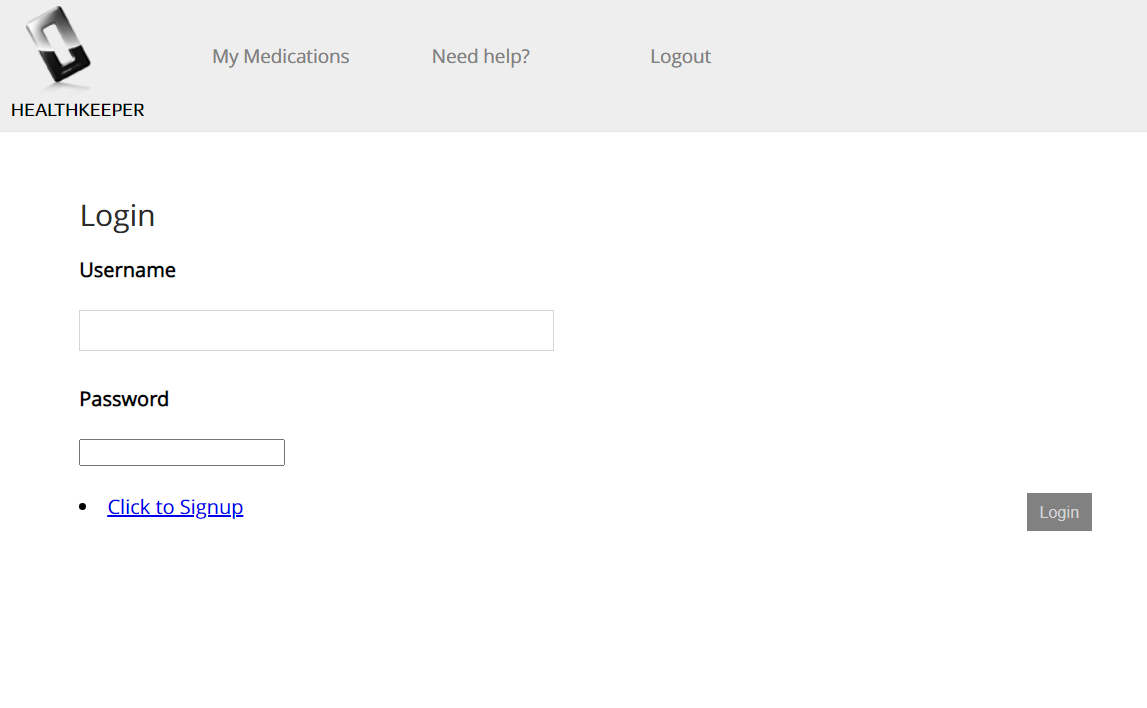 My Medications
Need help?
Logout
HEALTHKEEPER
Login
Username
Password
Click to Signup
Login